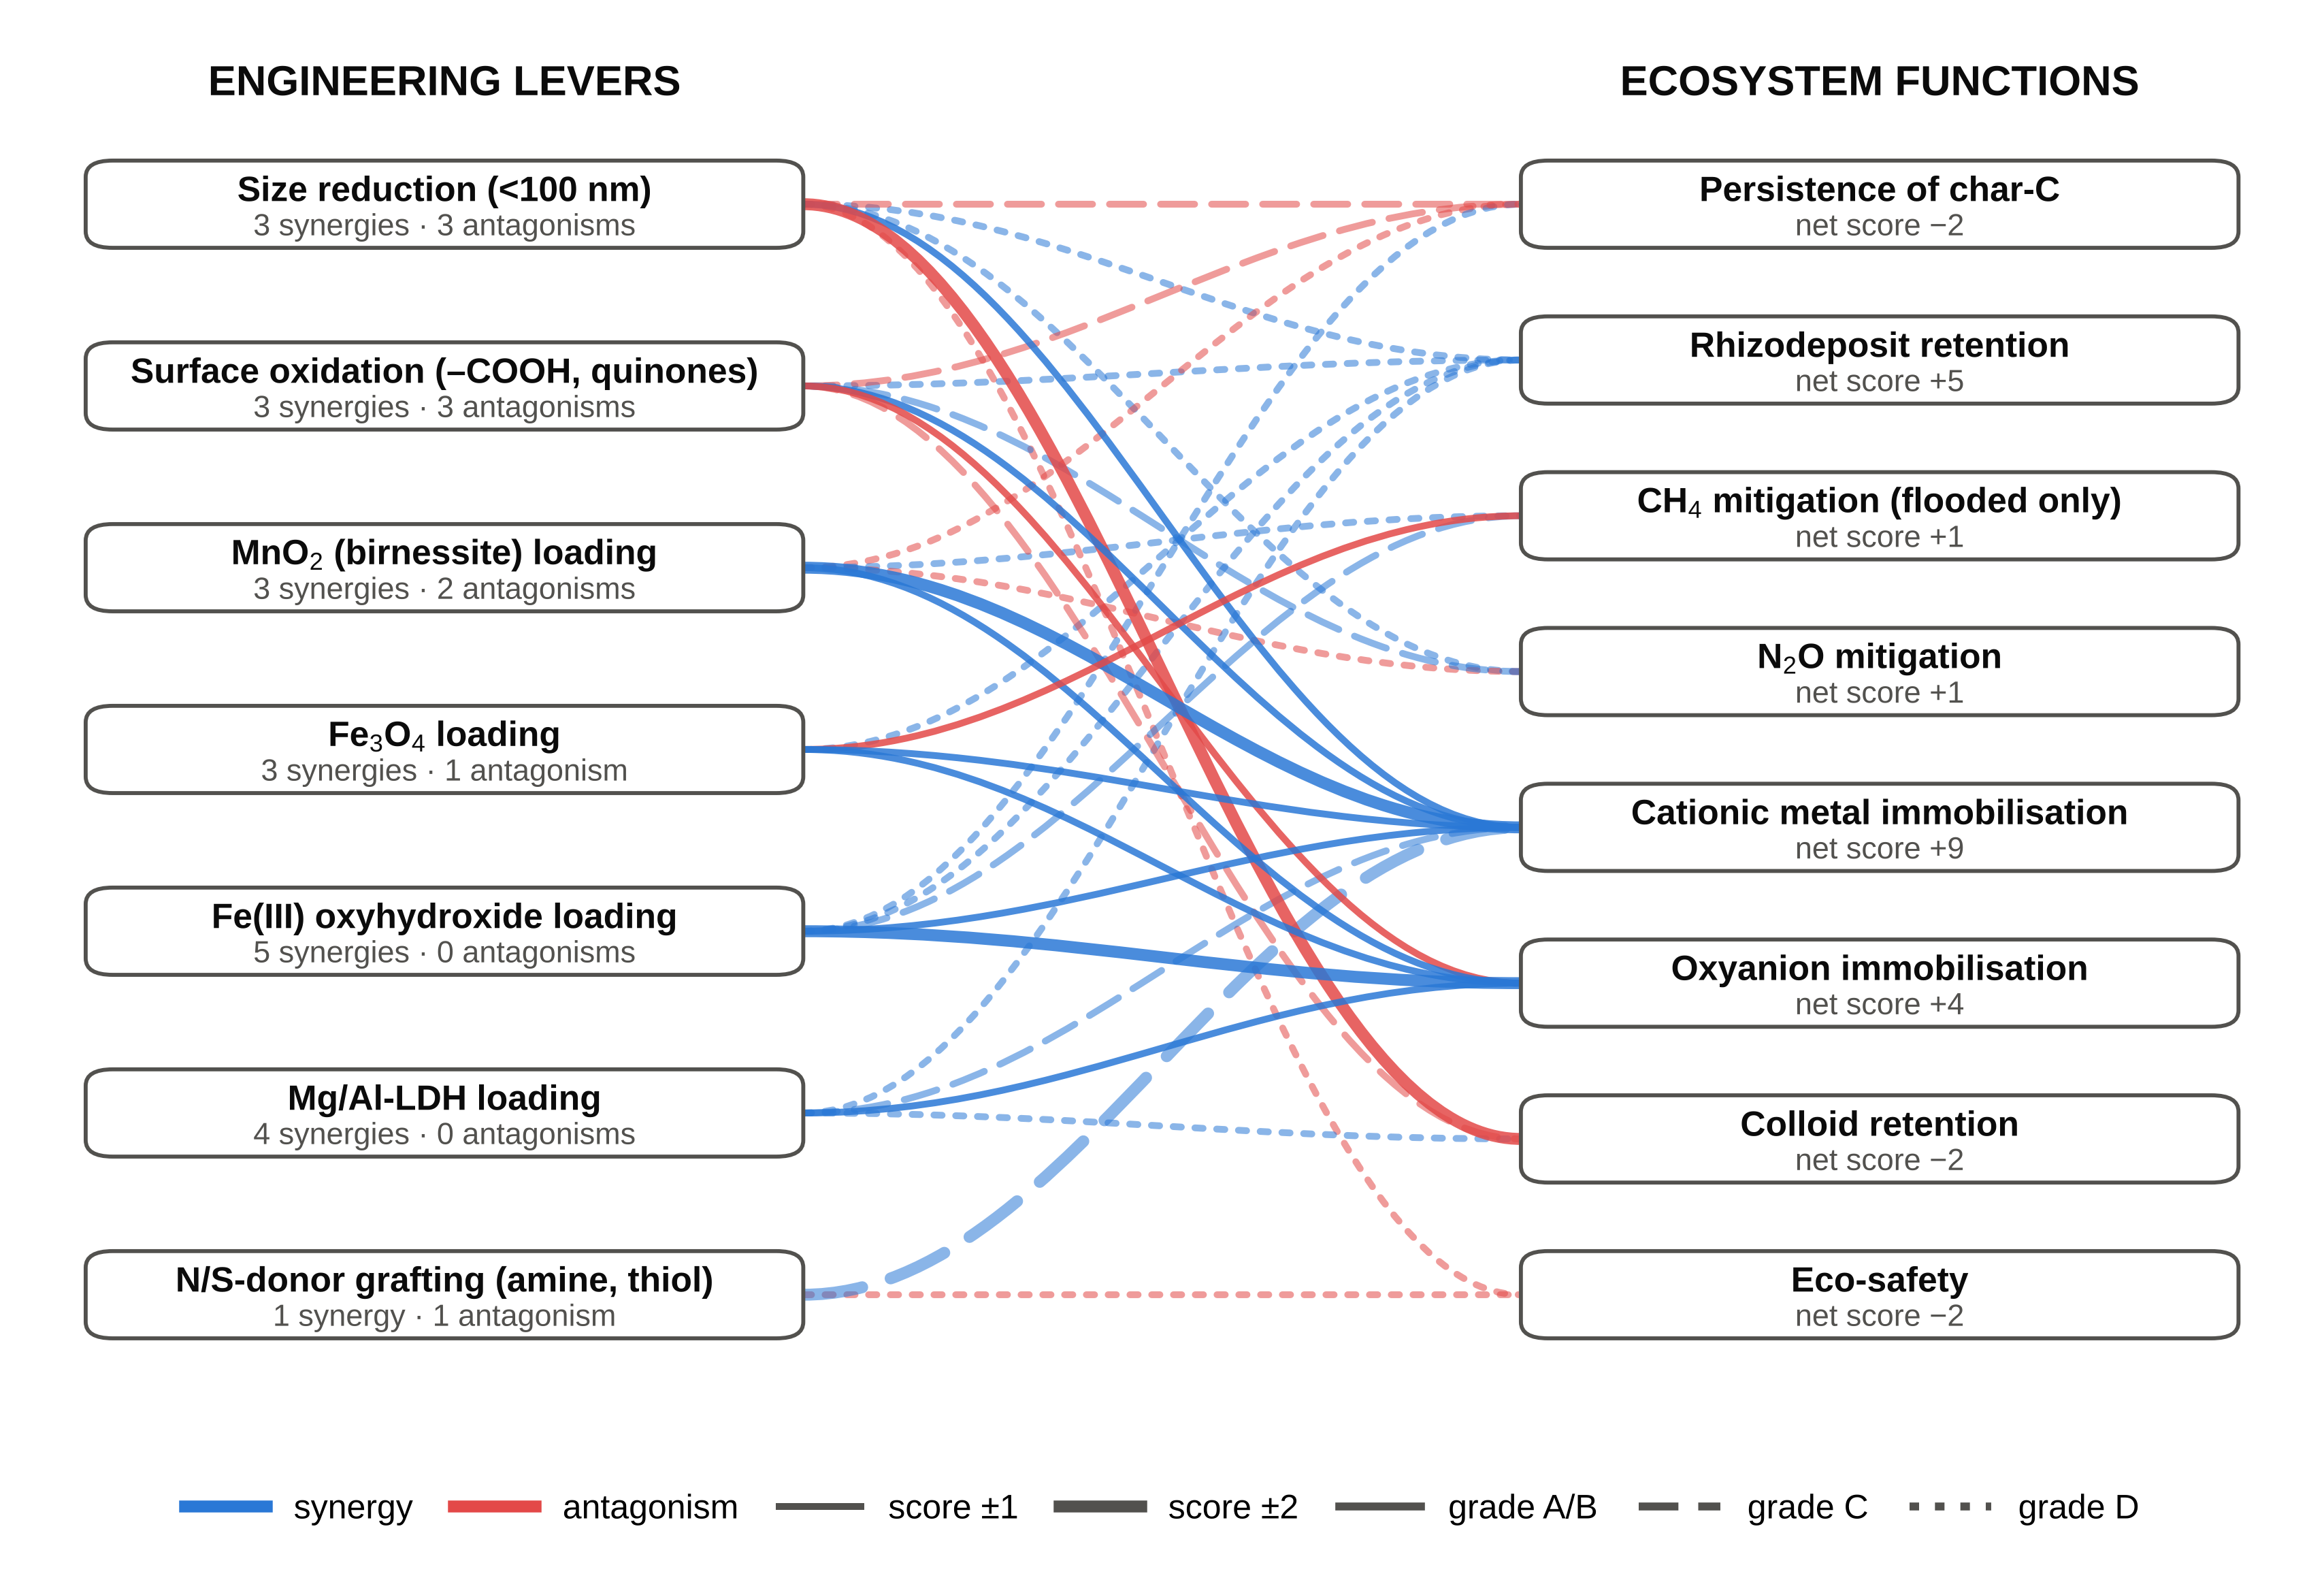 ENGINEERING LEVERS
ECOSYSTEM FUNCTIONS
Size reduction (<100 nm)
3 synergies · 3 antagonisms
Surface oxidation (–COOH, quinones)
3 synergies · 3 antagonisms
MnO₂ (birnessite) loading
3 synergies · 2 antagonisms
Fe₃O₄ loading
3 synergies · 1 antagonism
Fe(III) oxyhydroxide loading
5 synergies · 0 antagonisms
Mg/Al-LDH loading
4 synergies · 0 antagonisms
N/S-donor grafting (amine, thiol)
1 synergy · 1 antagonism
Persistence of char-C
net score −2
Rhizodeposit retention
net score +5
CH₄ mitigation (flooded only)
net score +1
N₂O mitigation
net score +1
Cationic metal immobilisation
net score +9
Oxyanion immobilisation
net score +4
Colloid retention
net score −2
Eco-safety
net score −2
synergy
antagonism
score ±1
score ±2
grade A/B
grade C
grade D